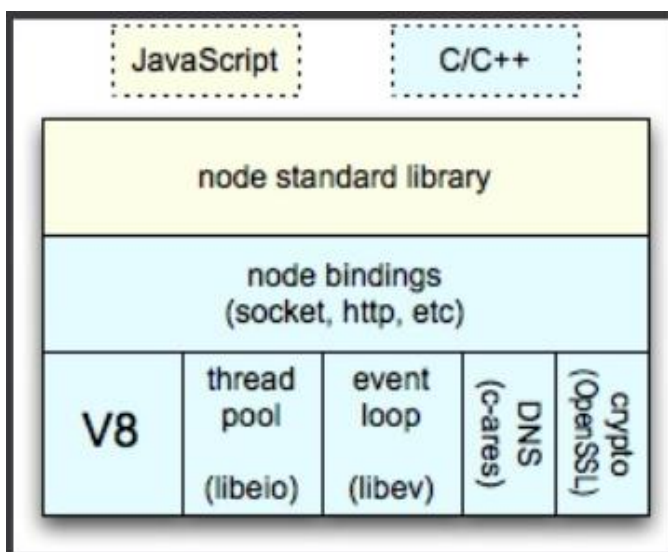 JavaScript
C/C++
node standard library
node bindings
(socket, http, etc)
V8
thread
pool
(libeio)
event
loop
(libev)
DNS
(c-ares)
crypto
(OpenSSL)